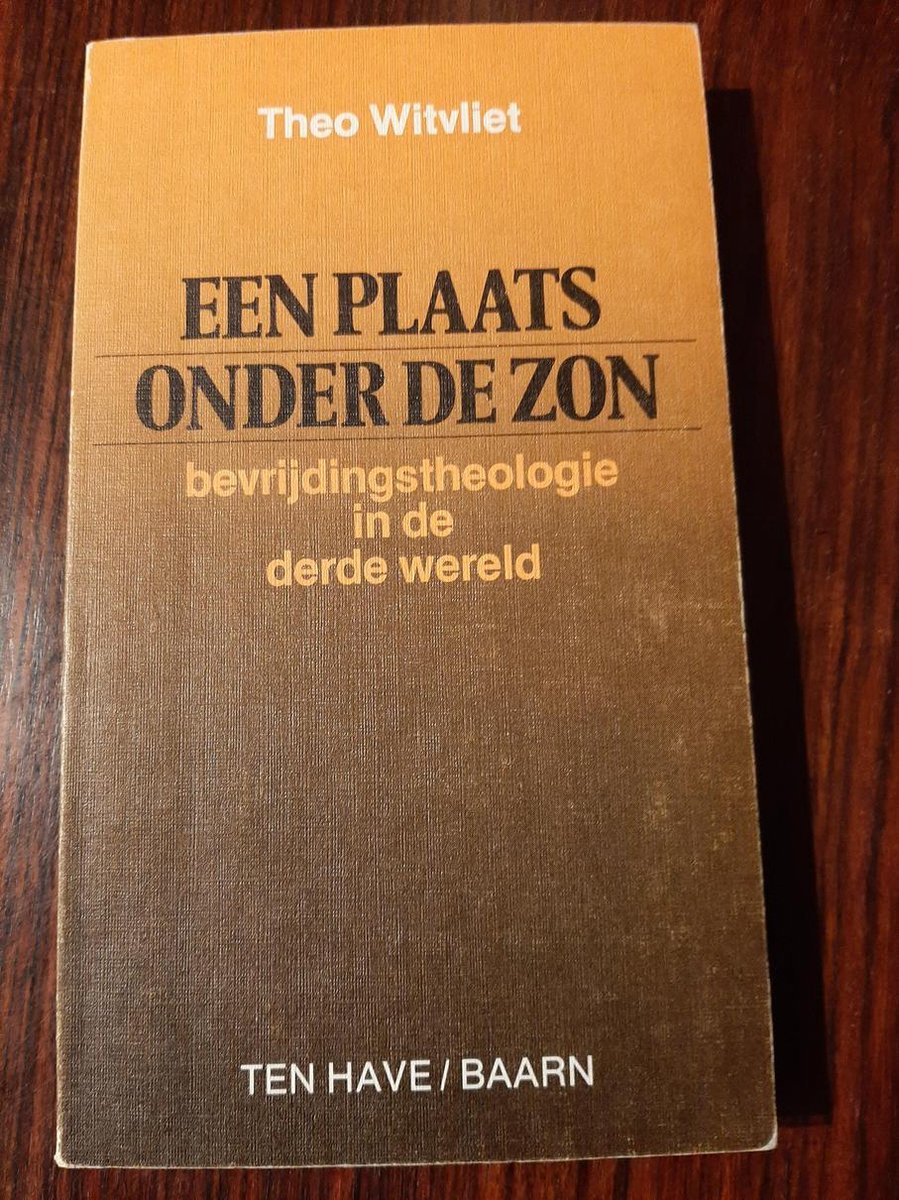 Theo Witvliet
EEN PLAATS
ONDER DE ZON
bevrijdingstheologie
in de
derde wereld
TEN HAVE / BAARN